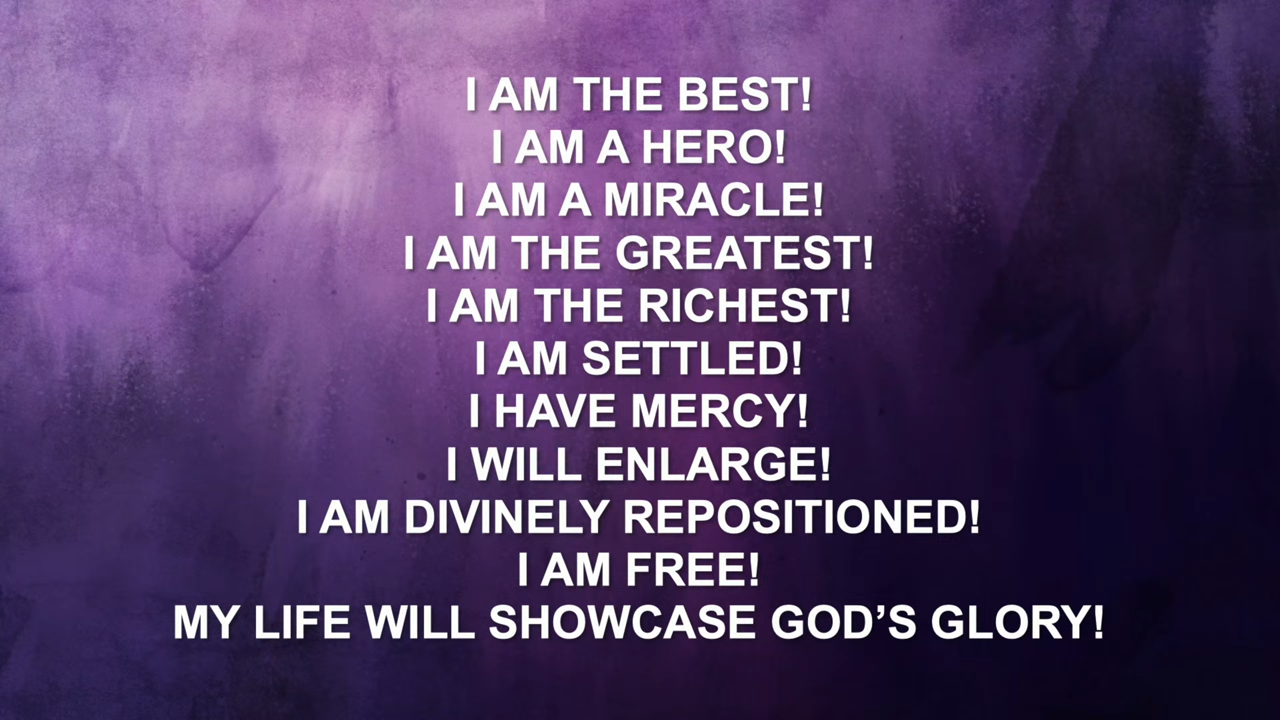 I AM THE BEST!
I AM A HERO!
I AM A MIRACLE!
I AM THE GREATEST!
I AM THE RICHEST!
I AM SETTLED!
I HAVE MERCY!
I WILL ENLARGE!
I AM DIVINELY REPOSITIONED!
I AM FREE!
MY LIFE WILL SHOWCASE GOD’S GLORY!